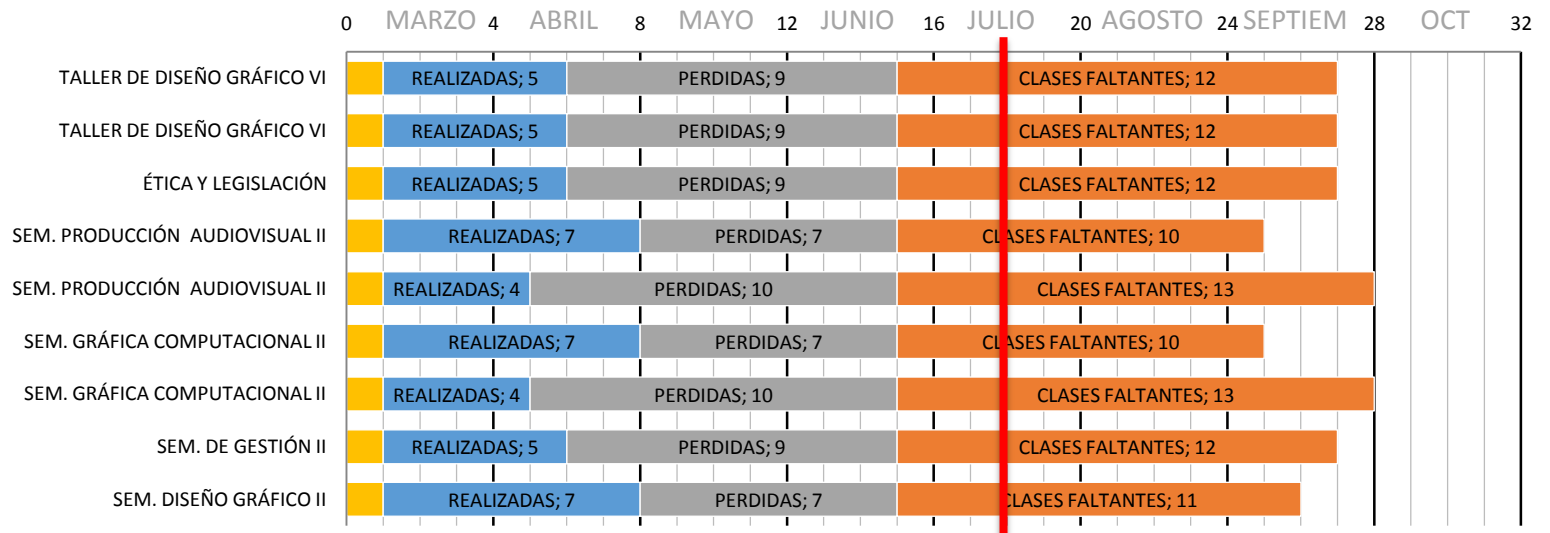 0 MARZO 4 ABRIL 8 MAYO 12 JUNIO 16 JULIO 20 AGOSTO 24 SEPTIEM 28 OCT 32
TALLER DE DISEÑO GRÁFICO VI REALIZADAS; 5 PERDIDAS; 9 CLASES FALTANTES; 12
TALLER DE DISEÑO GRÁFICO VI REALIZADAS; 5 PERDIDAS; 9 CLASES FALTANTES; 12
ÉTICA Y LEGISLACIÓN REALIZADAS; 5 PERDIDAS; 9 CLASES FALTANTES; 12
SEM. PRODUCCIÓN AUDIOVISUAL II REALIZADAS; 7 PERDIDAS; 7 CLASES FALTANTES; 10
SEM. PRODUCCIÓN AUDIOVISUAL II REALIZADAS; 4 PERDIDAS; 10 CLASES FALTANTES; 13
SEM. GRÁFICA COMPUTACIONAL II REALIZADAS; 7 PERDIDAS; 7 CLASES FALTANTES; 10
SEM. GRÁFICA COMPUTACIONAL II REALIZADAS; 4 PERDIDAS; 10 CLASES FALTANTES; 13
SEM. DE GESTIÓN II REALIZADAS; 5 PERDIDAS; 9 CLASES FALTANTES; 12
SEM. DISEÑO GRÁFICO II REALIZADAS; 7 PERDIDAS; 7 CLASES FALTANTES; 11